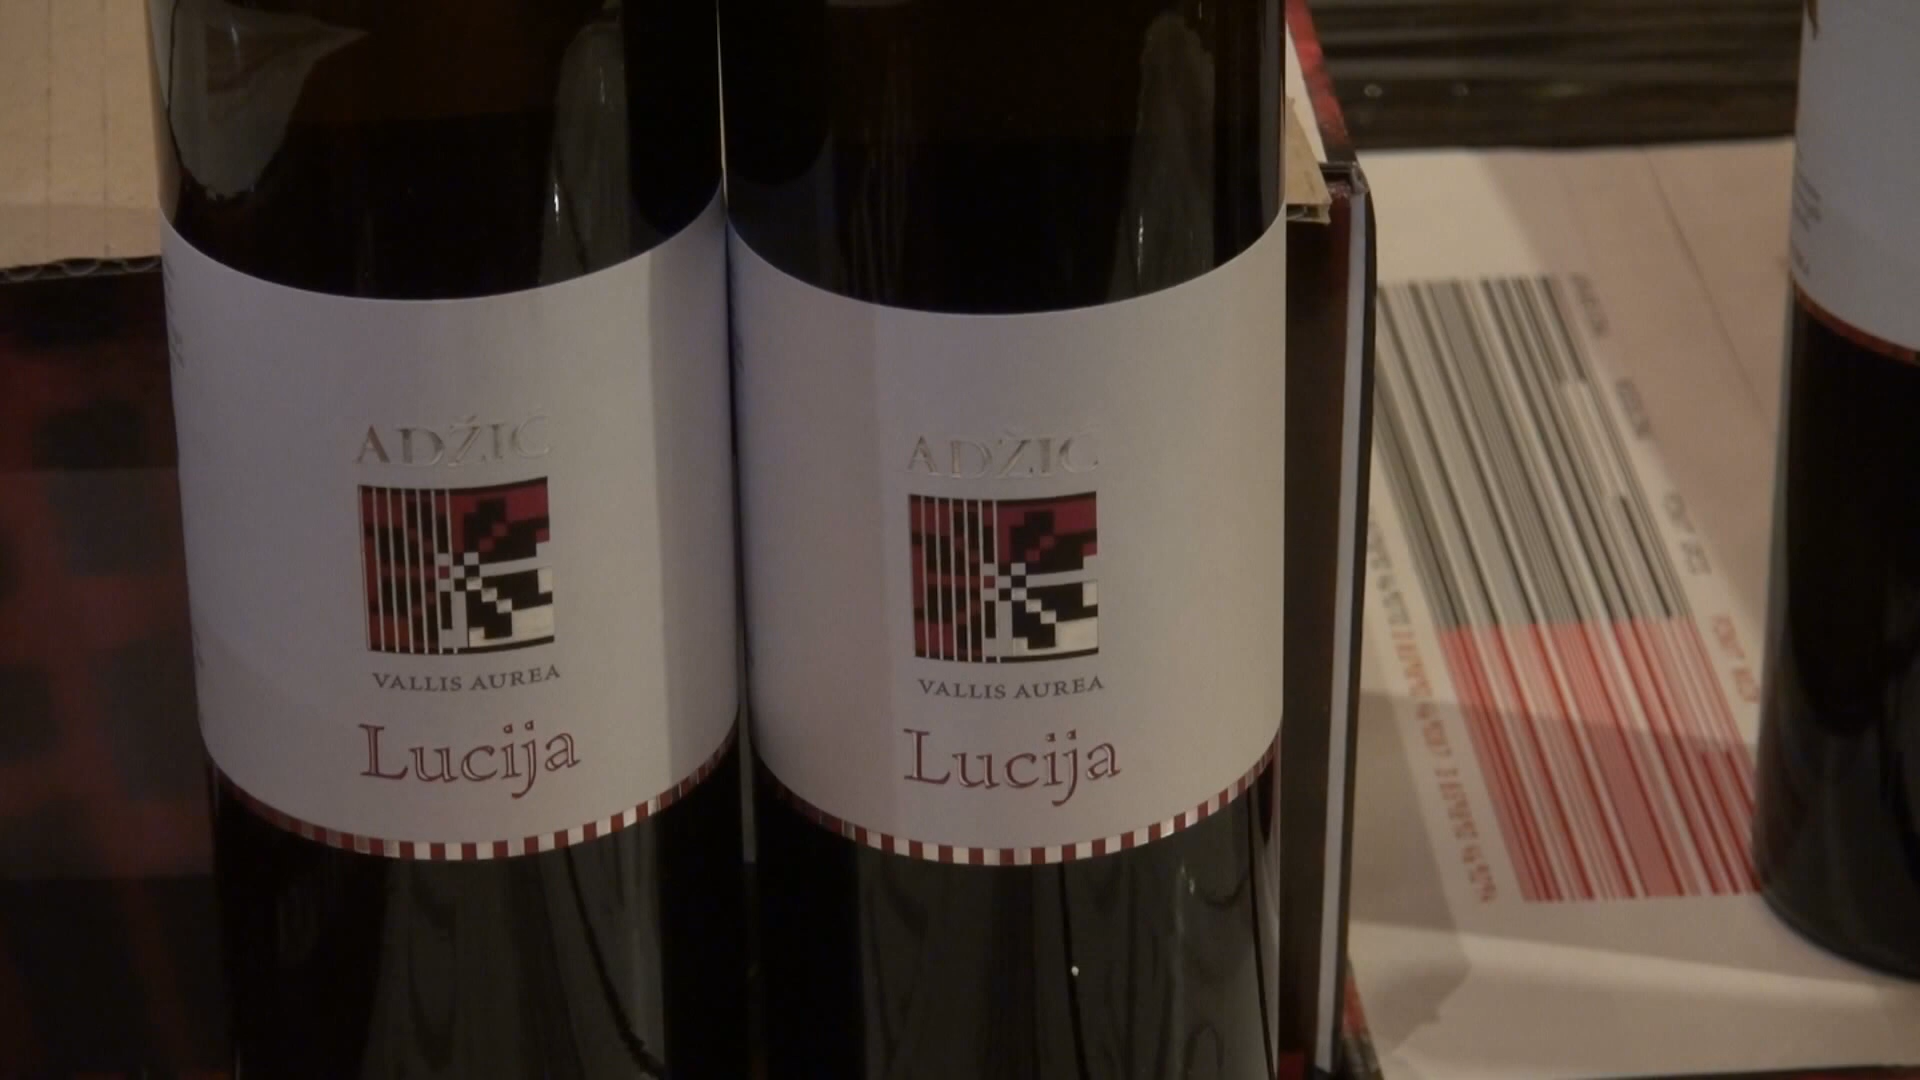 ADŽIĆ
VALLIS AUREA
Lucija
ADŽIĆ
VALLIS AUREA
Lucija